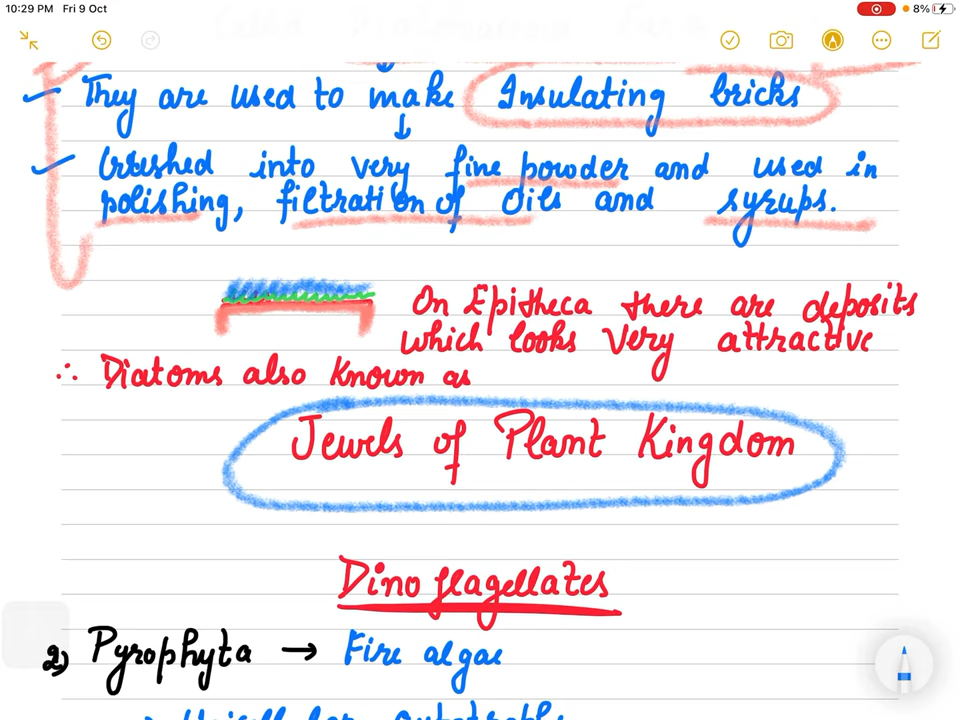 10:29 PM Fri 9 Oct
8%
They are used to make Insulating bricks
Crushed into very fine powder and used in
polishing, filtration of oils and syrups.
On Epitheca there are deposits
which looks very attractive
∴ Diatoms also known as
Jewels of Plant Kingdom
Dinoflagellates
2) Pyrophyta → Fire algae